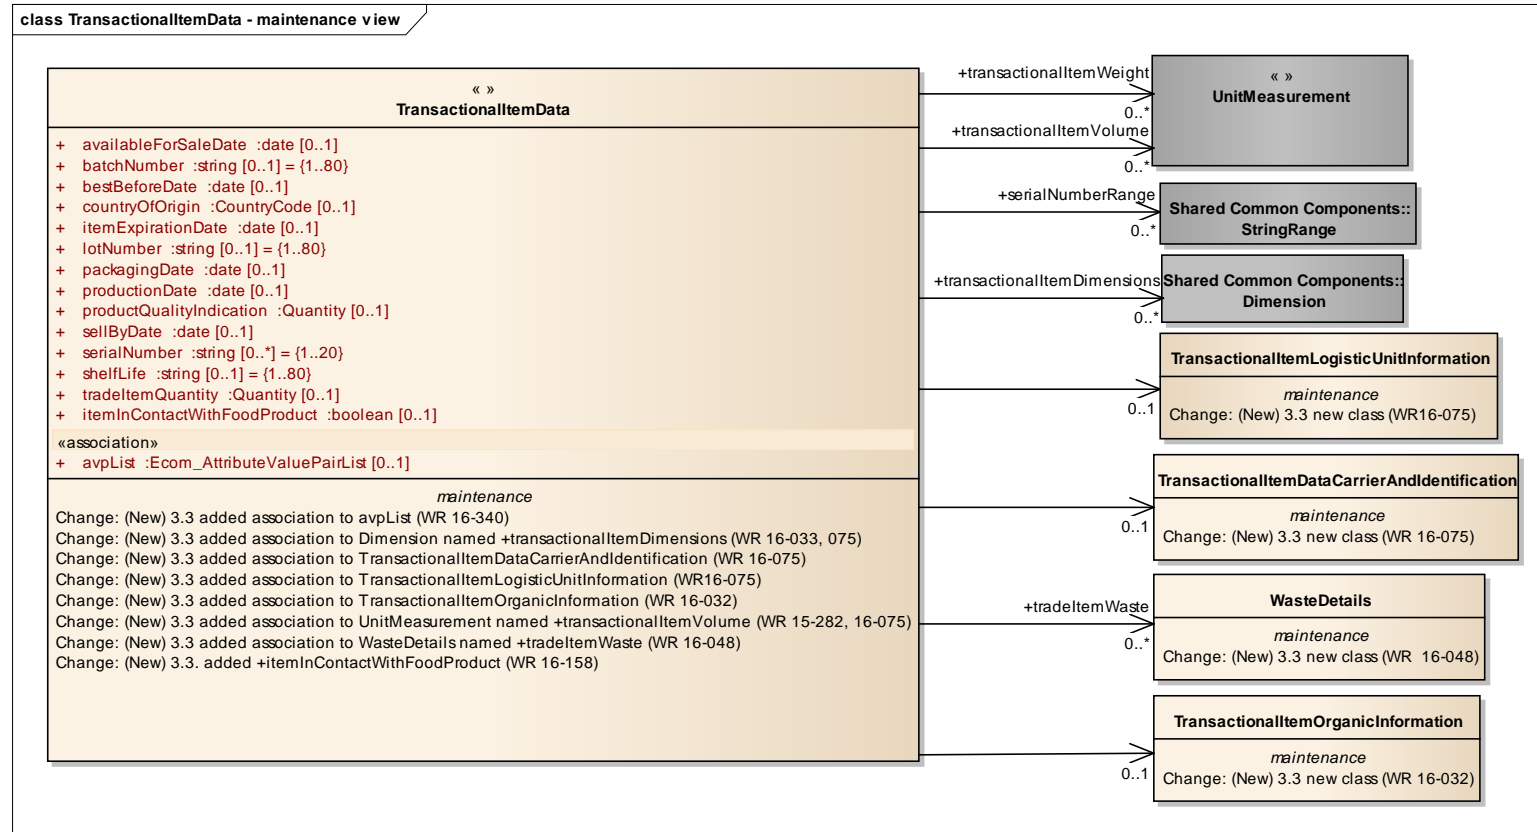 class TransactionalItemData - maintenance view
« »
TransactionalItemData
+ availableForSaleDate :date [0..1]
+ batchNumber :string [0..1] = {1..80}
+ bestBeforeDate :date [0..1]
+ countryOfOrigin :CountryCode [0..1]
+ itemExpirationDate :date [0..1]
+ lotNumber :string [0..1] = {1..80}
+ packagingDate :date [0..1]
+ productionDate :date [0..1]
+ productQualityIndication :Quantity [0..1]
+ sellByDate :date [0..1]
+ serialNumber :string [0..*] = {1..20}
+ shelfLife :string [0..1] = {1..80}
+ tradeItemQuantity :Quantity [0..1]
+ itemInContactWithFoodProduct :boolean [0..1]
«association»
+ avpList :Ecom_AttributeValuePairList [0..1]
maintenance
Change: (New) 3.3 added association to avpList (WR 16-340)
Change: (New) 3.3 added association to Dimension named +transactionalItemDimensions (WR 16-033, 075)
Change: (New) 3.3 added association to TransactionalItemDataCarrierAndIdentification (WR 16-075)
Change: (New) 3.3 added association to TransactionalItemLogisticUnitInformation (WR16-075)
Change: (New) 3.3 added association to TransactionalItemOrganicInformation (WR 16-032)
Change: (New) 3.3 added association to UnitMeasurement named +transactionalItemVolume (WR 15-282, 16-075)
Change: (New) 3.3 added association to WasteDetails named +tradeItemWaste (WR 16-048)
Change: (New) 3.3. added +itemInContactWithFoodProduct (WR 16-158)
+transactionalItemWeight
0..*
+transactionalItemVolume
0..*
« »
UnitMeasurement
+serialNumberRange
0..*
Shared Common Components::
StringRange
+transactionalItemDimensions
0..*
Shared Common Components::
Dimension
0..1
TransactionalItemLogisticUnitInformation
maintenance
Change: (New) 3.3 new class (WR16-075)
0..1
TransactionalItemDataCarrierAndIdentification
maintenance
Change: (New) 3.3 new class (WR 16-075)
+tradeItemWaste
0..*
WasteDetails
maintenance
Change: (New) 3.3 new class (WR 16-048)
0..1
TransactionalItemOrganicInformation
maintenance
Change: (New) 3.3 new class (WR 16-032)